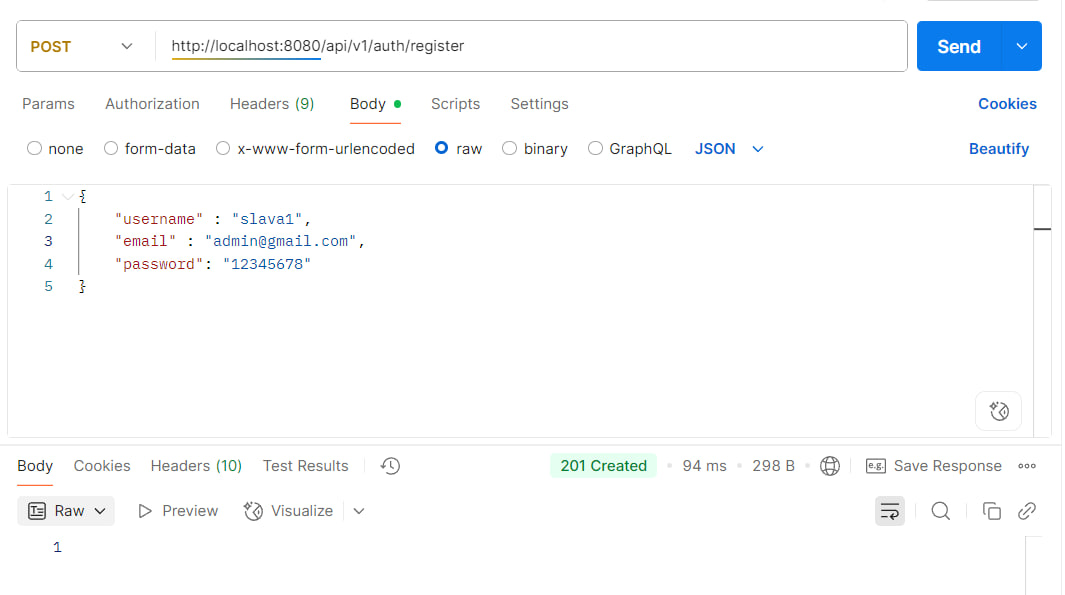 POST http://localhost:8080/api/v1/auth/register Send
Params Authorization Headers (9) Body Scripts Settings Cookies
none form-data x-www-form-urlencoded raw binary GraphQL JSON Beautify
1 {
2 "username" : "slava1",
3 "email" : "admin@gmail.com",
4 "password": "12345678"
5 }
Body Cookies Headers (10) Test Results 201 Created • 94 ms • 298 B • e.g. Save Response
Raw Preview Visualize
1